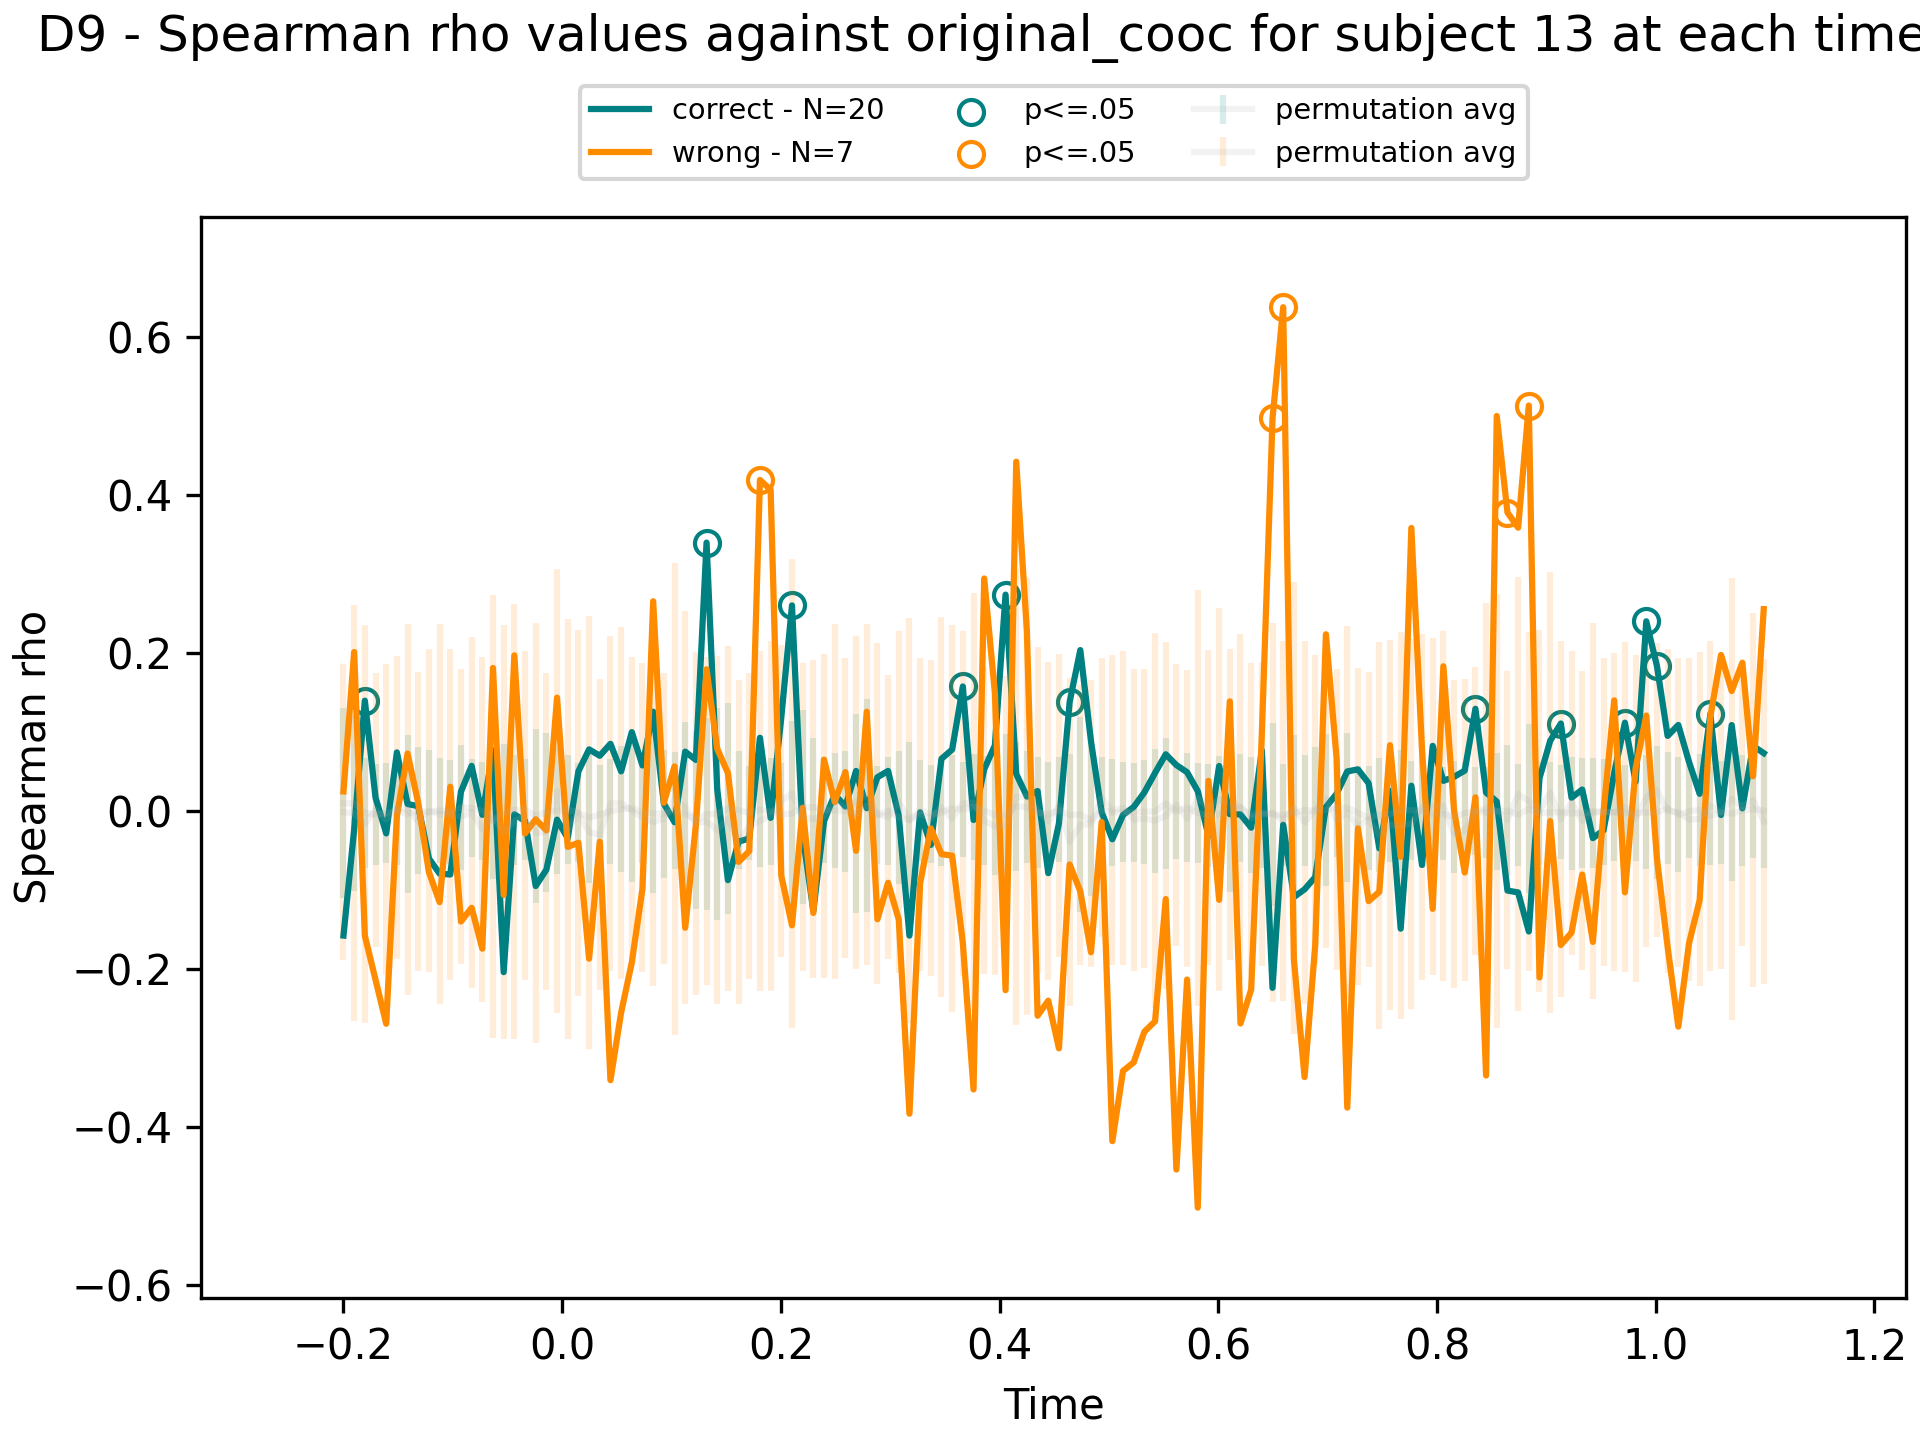 D9 - Spearman rho values against original_cooc for subject 13 at each time
correct - N=20 p<=.05 permutation avg
wrong - N=7 p<=.05 permutation avg
Spearman rho
0.6
0.4
0.2
0.0
−0.2
−0.4
−0.6
−0.2 0.0 0.2 0.4 0.6 0.8 1.0 1.2
Time